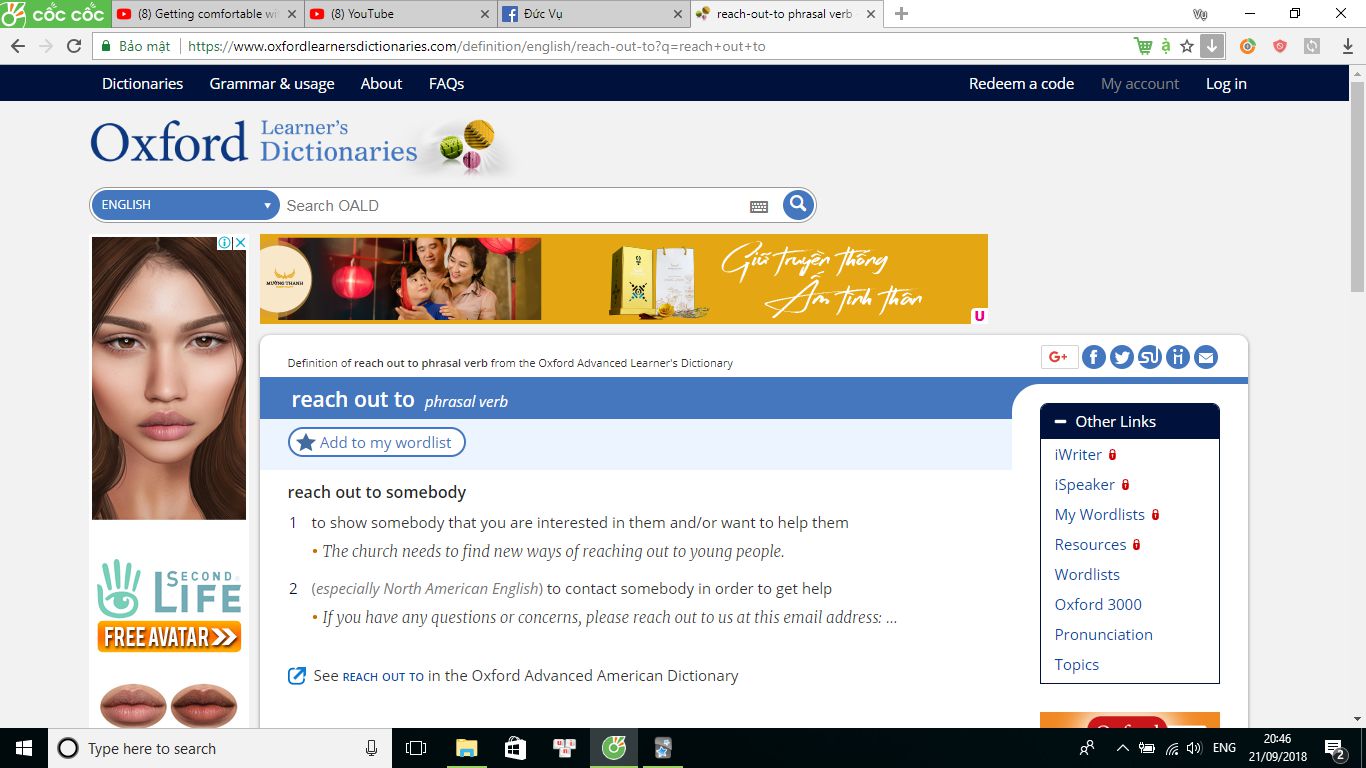 cốc cốc
(8) Getting comfortable wi
(8) YouTube
Đức Vụ
reach-out-to phrasal verb -
Vụ
Bảo mật
https://www.oxfordlearnersdictionaries.com/definition/english/reach-out-to?q=reach+out+to
Dictionaries Grammar & usage About FAQs Redeem a code My account Log in
Oxford Learner's
Dictionaries
ENGLISH Search OALD
MƯỜNG THANH
Giữ truyền thống
Ấm tình thân
U
Definition of reach out to phrasal verb from the Oxford Advanced Learner's Dictionary
G+
reach out to phrasal verb
Add to my wordlist
reach out to somebody
1 to show somebody that you are interested in them and/or want to help them
• The church needs to find new ways of reaching out to young people.
2 (especially North American English) to contact somebody in order to get help
• If you have any questions or concerns, please reach out to us at this email address: ...
See REACH OUT TO in the Oxford Advanced American Dictionary
Other Links
iWriter
iSpeaker
My Wordlists
Resources
Wordlists
Oxford 3000
Pronunciation
Topics
SECOND
LIFE
FREE AVATAR >>
Type here to search
ENG
20:46
21/09/2018
2